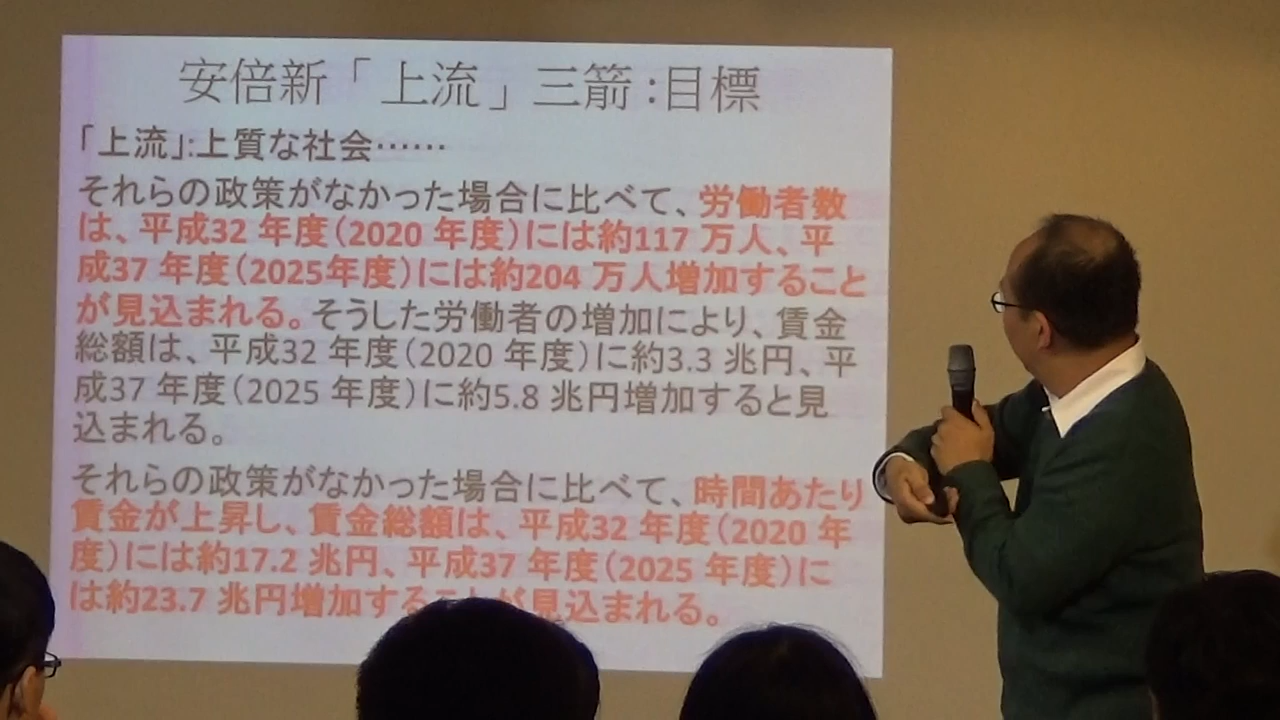 安倍新「上流」三箭:目標
「上流」:上質な社会……
それらの政策がなかった場合に比べて、労働者数
は、平成32 年度(2020 年度)には約117 万人、平
成37 年度(2025年度)には約204 万人増加すること
が見込まれる。そうした労働者の増加により、賃金
総額は、平成32 年度(2020 年度)に約3.3 兆円、平
成37 年度(2025 年度)に約5.8 兆円増加すると見
込まれる。
それらの政策がなかった場合に比べて、時間あたり
賃金が上昇し、賃金総額は、平成32 年度(2020 年
度)には約17.2 兆円、平成37 年度(2025 年度)に
は約23.7 兆円増加することが見込まれる。